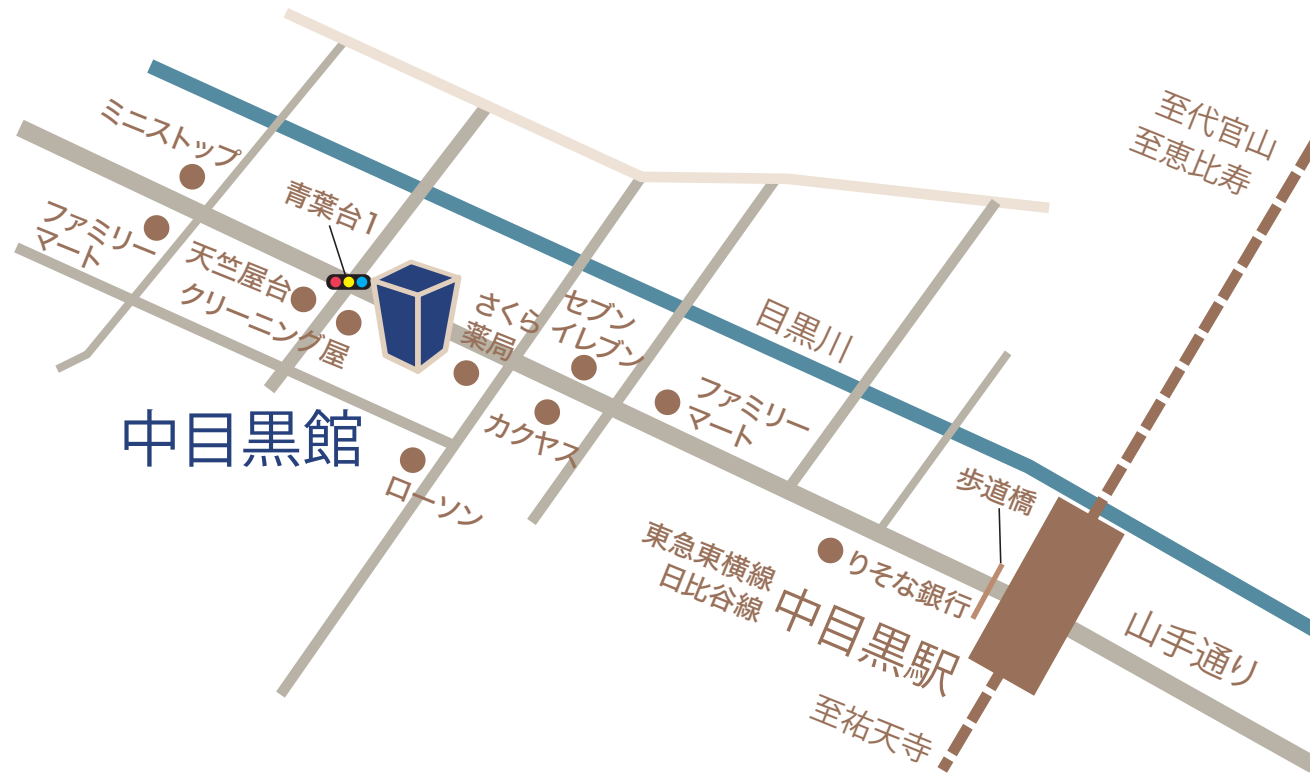 至代官山
至恵比寿
ミニストップ
青葉台1
ファミリー
マート
天竺屋台
クリーニング屋
さくら
薬局
セブン
イレブン
目黒川
ファミリー
マート
カクヤス
中目黒館
ローソン
歩道橋
東急東横線
日比谷線
りそな銀行
中目黒駅
山手通り
至祐天寺